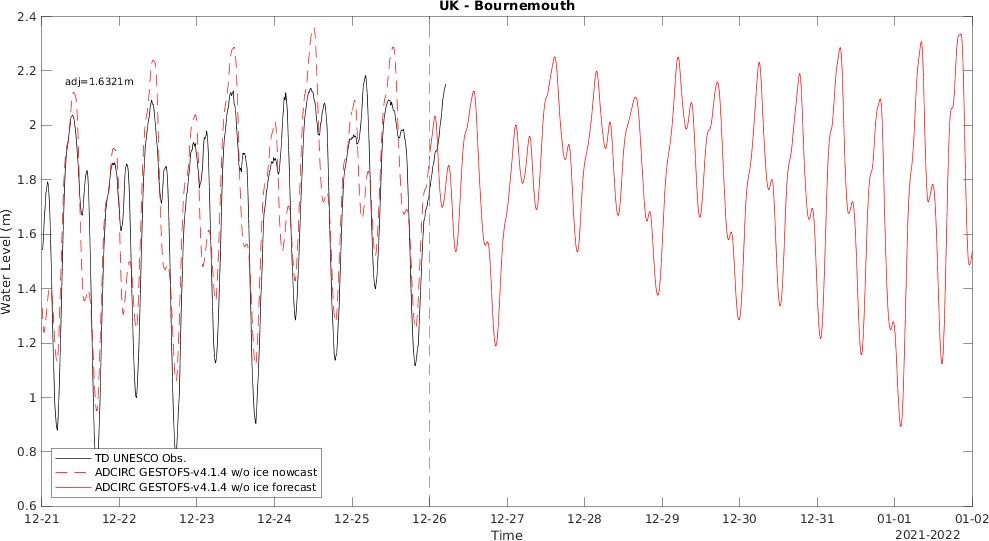 UK - Bournemouth
2.4
2.2
2
1.8
1.6
1.4
1.2
1
0.8
0.6
Water Level (m)
adj=1.6321m
TD UNESCO Obs.
ADCIRC GESTOFS-v4.1.4 w/o ice nowcast
ADCIRC GESTOFS-v4.1.4 w/o ice forecast
12-21 12-22 12-23 12-24 12-25 12-26 12-27 12-28 12-29 12-30 12-31 01-01 01-02
Time
2021-2022